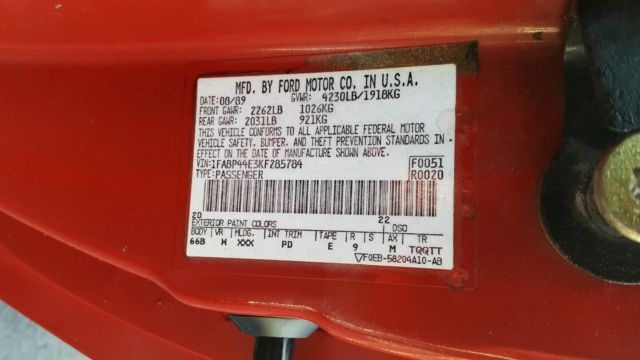 MFD. BY FORD MOTOR CO. IN U.S.A.
DATE: 08/89 GVWR: 4230LB/1918KG
FRONT GAWR: 2262LB 1026KG
REAR GAWR: 2031LB 921KG
THIS VEHICLE CONFORMS TO ALL APPLICABLE FEDERAL MOTOR
VEHICLE SAFETY, BUMPER, AND THEFT PREVENTION STANDARDS
IN EFFECT ON THE DATE OF MANUFACTURE SHOWN ABOVE.
VIN: 1FABP44E3KF285784 F0051
TYPE: PASSENGER R0020
2D 22
EXTERIOR PAINT COLORS DSO
BODY VR MLDG. INT TRIM TAPE R S AX TR
66B H XXX PD E 9 M TQQTT
F0EB-58204A10-AB